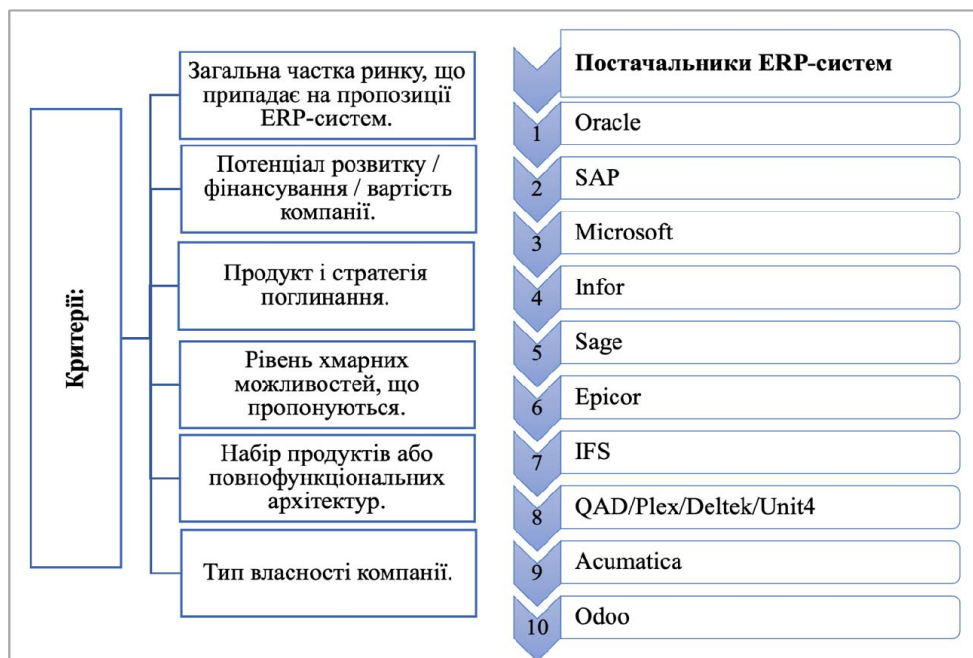 Критерії:
Загальна частка ринку, що
припадає на пропозиції
ERP-систем.
Потенціал розвитку /
фінансування / вартість
компанії.
Продукт і стратегія
поглинання.
Рівень хмарних
можливостей, що
пропонуються.
Набір продуктів або
повнофункціональних
архітектур.
Тип власності компанії.
Постачальники ERP-систем
1 Oracle
2 SAP
3 Microsoft
4 Infor
5 Sage
6 Epicor
7 IFS
8 QAD/Plex/Deltek/Unit4
9 Acumatica
10 Odoo